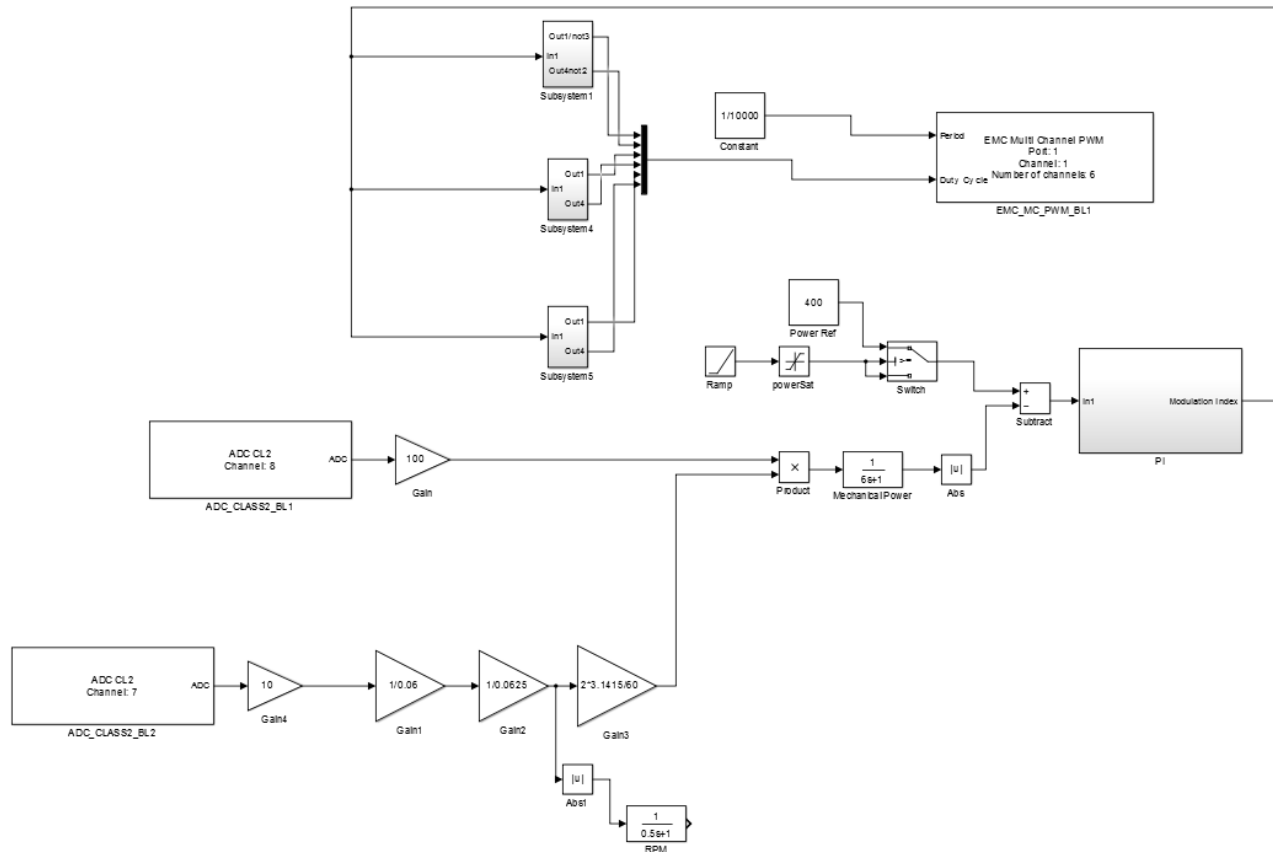 Out1/not3
In1
Out4not2
Subsystem1
1/10000
Constant
Period
EMC Multi Channel PWM
Port: 1
Channel: 1
Number of channels: 6
Duty Cycle
EMC_MC_PWM_BL1
Out1
In1
Out4
Subsystem4
400
Power Ref
Out1
In1
Out4
Subsystem5
Ramp
powerSat
>=
Switch
+
−
Subtract
In1
Modulation Index
PI
ADC CL2
Channel: 8
ADC
ADC_CLASS2_BL1
100
Gain
×
Product
1
6s+1
Mechanical Power
|u|
Abs
ADC CL2
Channel: 7
ADC
ADC_CLASS2_BL2
10
Gain4
1/0.06
Gain1
1/0.0625
Gain2
2*3.1415/60
Gain3
|u|
Abs1
1
0.5s+1
RPM